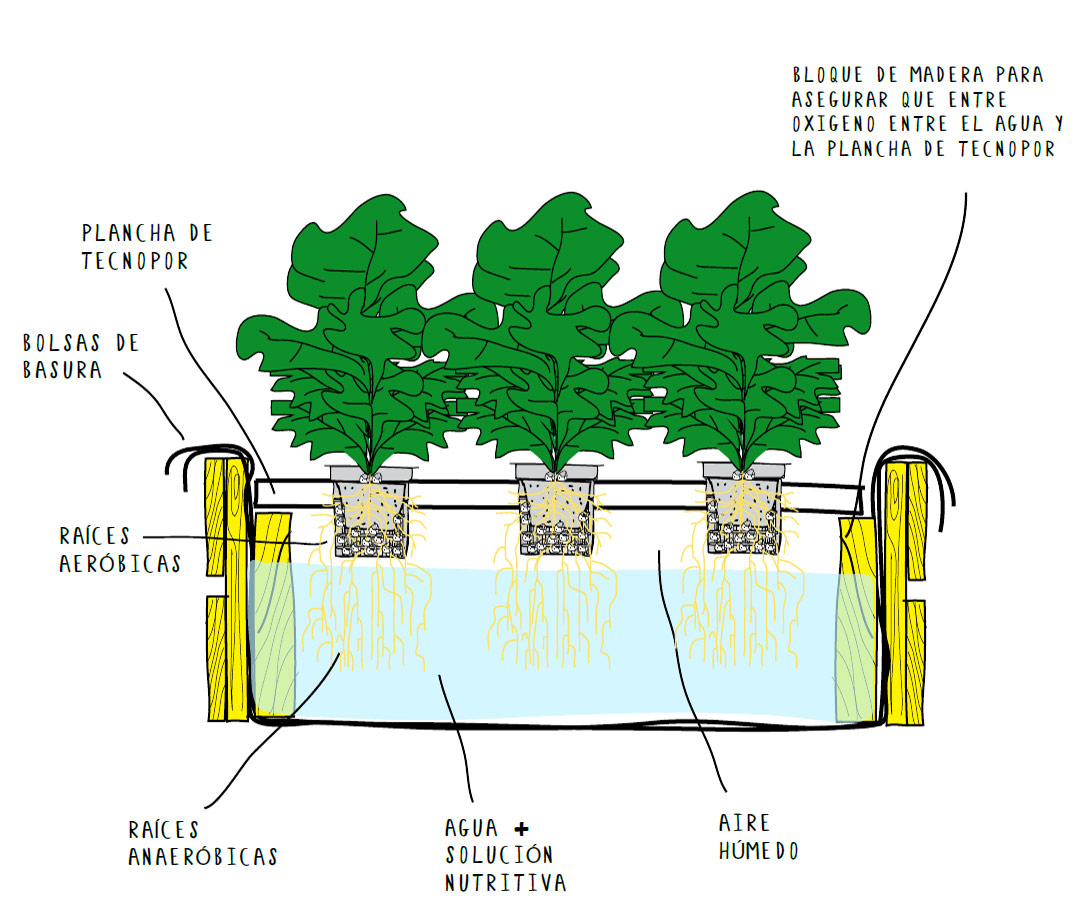 BLOQUE DE MADERA PARA
ASEGURAR QUE ENTRE
OXIGENO ENTRE EL AGUA Y
LA PLANCHA DE TECNOPOR
PLANCHA DE
TECNOPOR
BOLSAS DE
BASURA
RAÍCES
AERÓBICAS
RAÍCES
ANAERÓBICAS
AGUA +
SOLUCIÓN
NUTRITIVA
AIRE
HÚMEDO